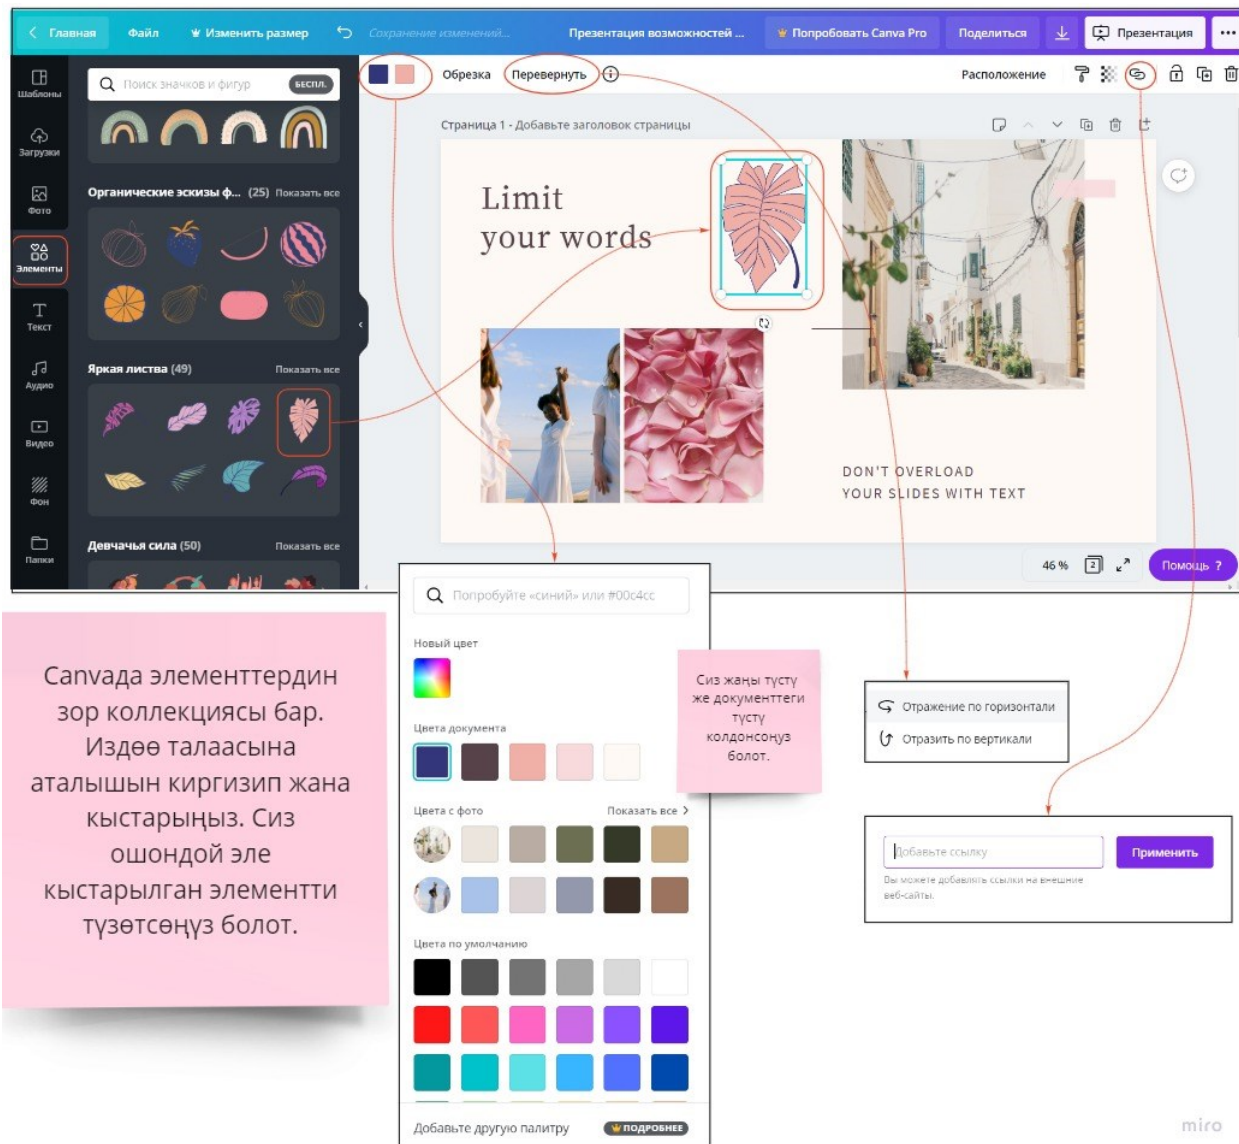 Главная Файл Изменить размер Сохранение изменений... Презентация возможностей ... Попробовать Canva Pro Поделиться Презентация
Шаблоны
Загрузки
Фото
Элементы
Текст
Аудио
Видео
Фон
Папки
Поиск значков и фигур БЕСПЛ.
Органические эскизы ф... (25) Показать все
Яркая листва (49) Показать все
Девчачья сила (50) Показать все
Обрезка Перевернуть Расположение
Страница 1 - Добавьте заголовок страницы
Limit
your words
DON'T OVERLOAD
YOUR SLIDES WITH TEXT
46 % 2 Помощь ?
Canvaда элементтердин
зор коллекциясы бар.
Издөө талаасына
аталышын киргизип жана
кыстарыңыз. Сиз
ошондой эле
кыстарылган элементти
түзөтсөңүз болот.
Попробуйте «синий» или #00c4cc
Новый цвет
Цвета документа
Цвета с фото Показать все
Цвета по умолчанию
Добавьте другую палитру ПОДРОБНЕЕ
Сиз жаңы түстү
же документтеги
түстү
колдонсоңуз
болот.
Отражение по горизонтали
Отразить по вертикали
Добавьте ссылку Применить
Вы можете добавлять ссылки на внешние
веб-сайты.
miro